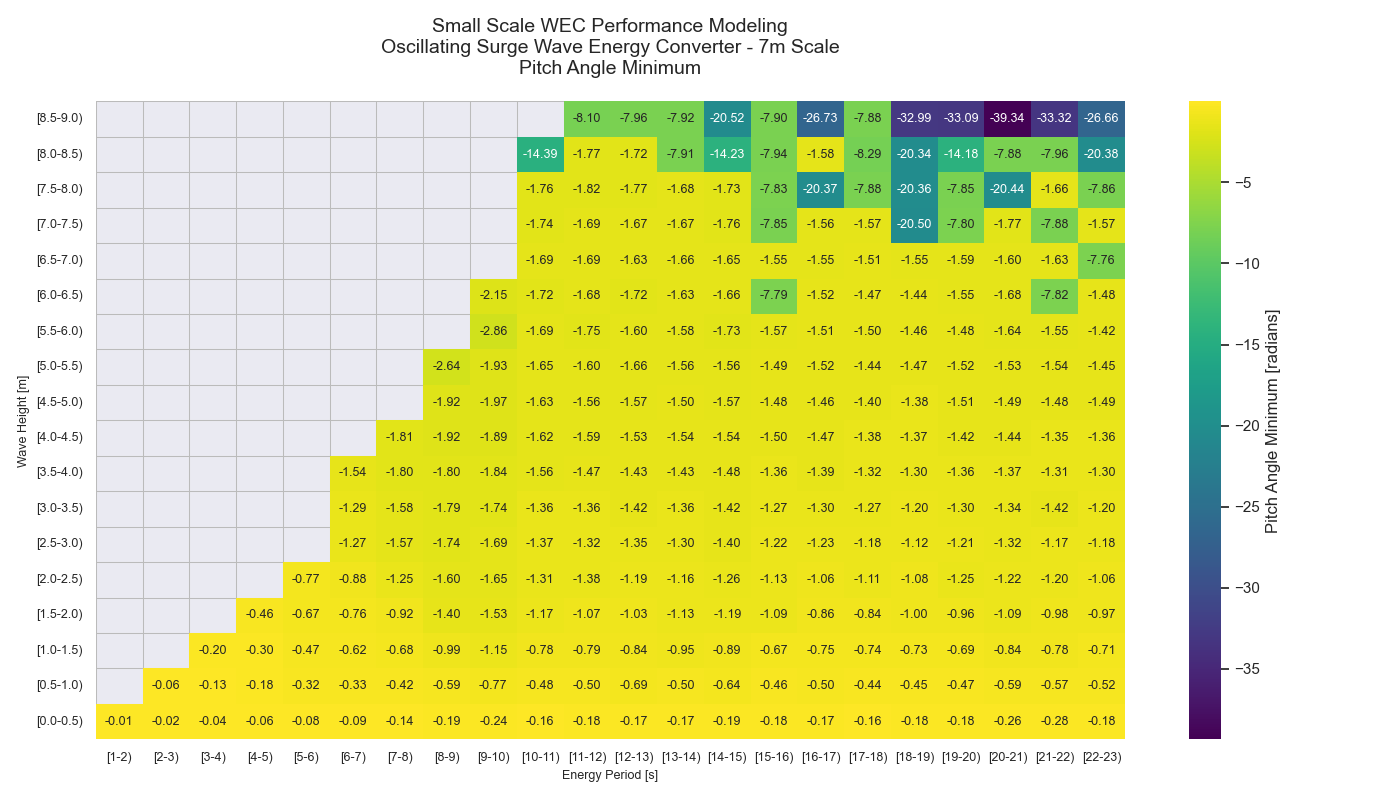 Small Scale WEC Performance Modeling
Oscillating Surge Wave Energy Converter - 7m Scale
Pitch Angle Minimum
[8.5-9.0) -8.10 -7.96 -7.92 -20.52 -7.90 -26.73 -7.88 -32.99 -33.09 -39.34 -33.32 -26.66
[8.0-8.5) -14.39 -1.77 -1.72 -7.91 -14.23 -7.94 -1.58 -8.29 -20.34 -14.18 -7.88 -7.96 -20.38
[7.5-8.0) -1.76 -1.82 -1.77 -1.68 -1.73 -7.83 -20.37 -7.88 -20.36 -7.85 -20.44 -1.66 -7.86
[7.0-7.5) -1.74 -1.69 -1.67 -1.67 -1.76 -7.85 -1.56 -1.57 -20.50 -7.80 -1.77 -7.88 -1.57
[6.5-7.0) -1.69 -1.69 -1.63 -1.66 -1.65 -1.55 -1.55 -1.51 -1.55 -1.59 -1.60 -1.63 -7.76
[6.0-6.5) -2.15 -1.72 -1.68 -1.72 -1.63 -1.66 -7.79 -1.52 -1.47 -1.44 -1.55 -1.68 -7.82 -1.48
[5.5-6.0) -2.86 -1.69 -1.75 -1.60 -1.58 -1.73 -1.57 -1.51 -1.50 -1.46 -1.48 -1.64 -1.55 -1.42
[5.0-5.5) -2.64 -1.93 -1.65 -1.60 -1.66 -1.56 -1.56 -1.49 -1.52 -1.44 -1.47 -1.52 -1.53 -1.54 -1.45
[4.5-5.0) -1.92 -1.97 -1.63 -1.56 -1.57 -1.50 -1.57 -1.48 -1.46 -1.40 -1.38 -1.51 -1.49 -1.48 -1.49
[4.0-4.5) -1.81 -1.92 -1.89 -1.62 -1.59 -1.53 -1.54 -1.54 -1.50 -1.47 -1.38 -1.37 -1.42 -1.44 -1.35 -1.36
[3.5-4.0) -1.54 -1.80 -1.80 -1.84 -1.56 -1.47 -1.43 -1.43 -1.48 -1.36 -1.39 -1.32 -1.30 -1.36 -1.37 -1.31 -1.30
[3.0-3.5) -1.29 -1.58 -1.79 -1.74 -1.36 -1.36 -1.42 -1.36 -1.42 -1.27 -1.30 -1.27 -1.20 -1.30 -1.34 -1.42 -1.20
[2.5-3.0) -1.27 -1.57 -1.74 -1.69 -1.37 -1.32 -1.35 -1.30 -1.40 -1.22 -1.23 -1.18 -1.12 -1.21 -1.32 -1.17 -1.18
[2.0-2.5) -0.77 -0.88 -1.25 -1.60 -1.65 -1.31 -1.38 -1.19 -1.16 -1.26 -1.13 -1.06 -1.11 -1.08 -1.25 -1.22 -1.20 -1.06
[1.5-2.0) -0.46 -0.67 -0.76 -0.92 -1.40 -1.53 -1.17 -1.07 -1.03 -1.13 -1.19 -1.09 -0.86 -0.84 -1.00 -0.96 -1.09 -0.98 -0.97
[1.0-1.5) -0.20 -0.30 -0.47 -0.62 -0.68 -0.99 -1.15 -0.78 -0.79 -0.84 -0.95 -0.89 -0.67 -0.75 -0.74 -0.73 -0.69 -0.84 -0.78 -0.71
[0.5-1.0) -0.06 -0.13 -0.18 -0.32 -0.33 -0.42 -0.59 -0.77 -0.48 -0.50 -0.69 -0.50 -0.64 -0.46 -0.50 -0.44 -0.45 -0.47 -0.59 -0.57 -0.52
[0.0-0.5) -0.01 -0.02 -0.04 -0.06 -0.08 -0.09 -0.14 -0.19 -0.24 -0.16 -0.18 -0.17 -0.17 -0.19 -0.18 -0.17 -0.16 -0.18 -0.18 -0.26 -0.28 -0.18
[1-2) [2-3) [3-4) [4-5) [5-6) [6-7) [7-8) [8-9) [9-10) [10-11) [11-12) [12-13) [13-14) [14-15) [15-16) [16-17) [17-18) [18-19) [19-20) [20-21) [21-22) [22-23)
Energy Period [s]
Wave Height [m]
−5
−10
−15
−20
−25
−30
−35
Pitch Angle Minimum [radians]